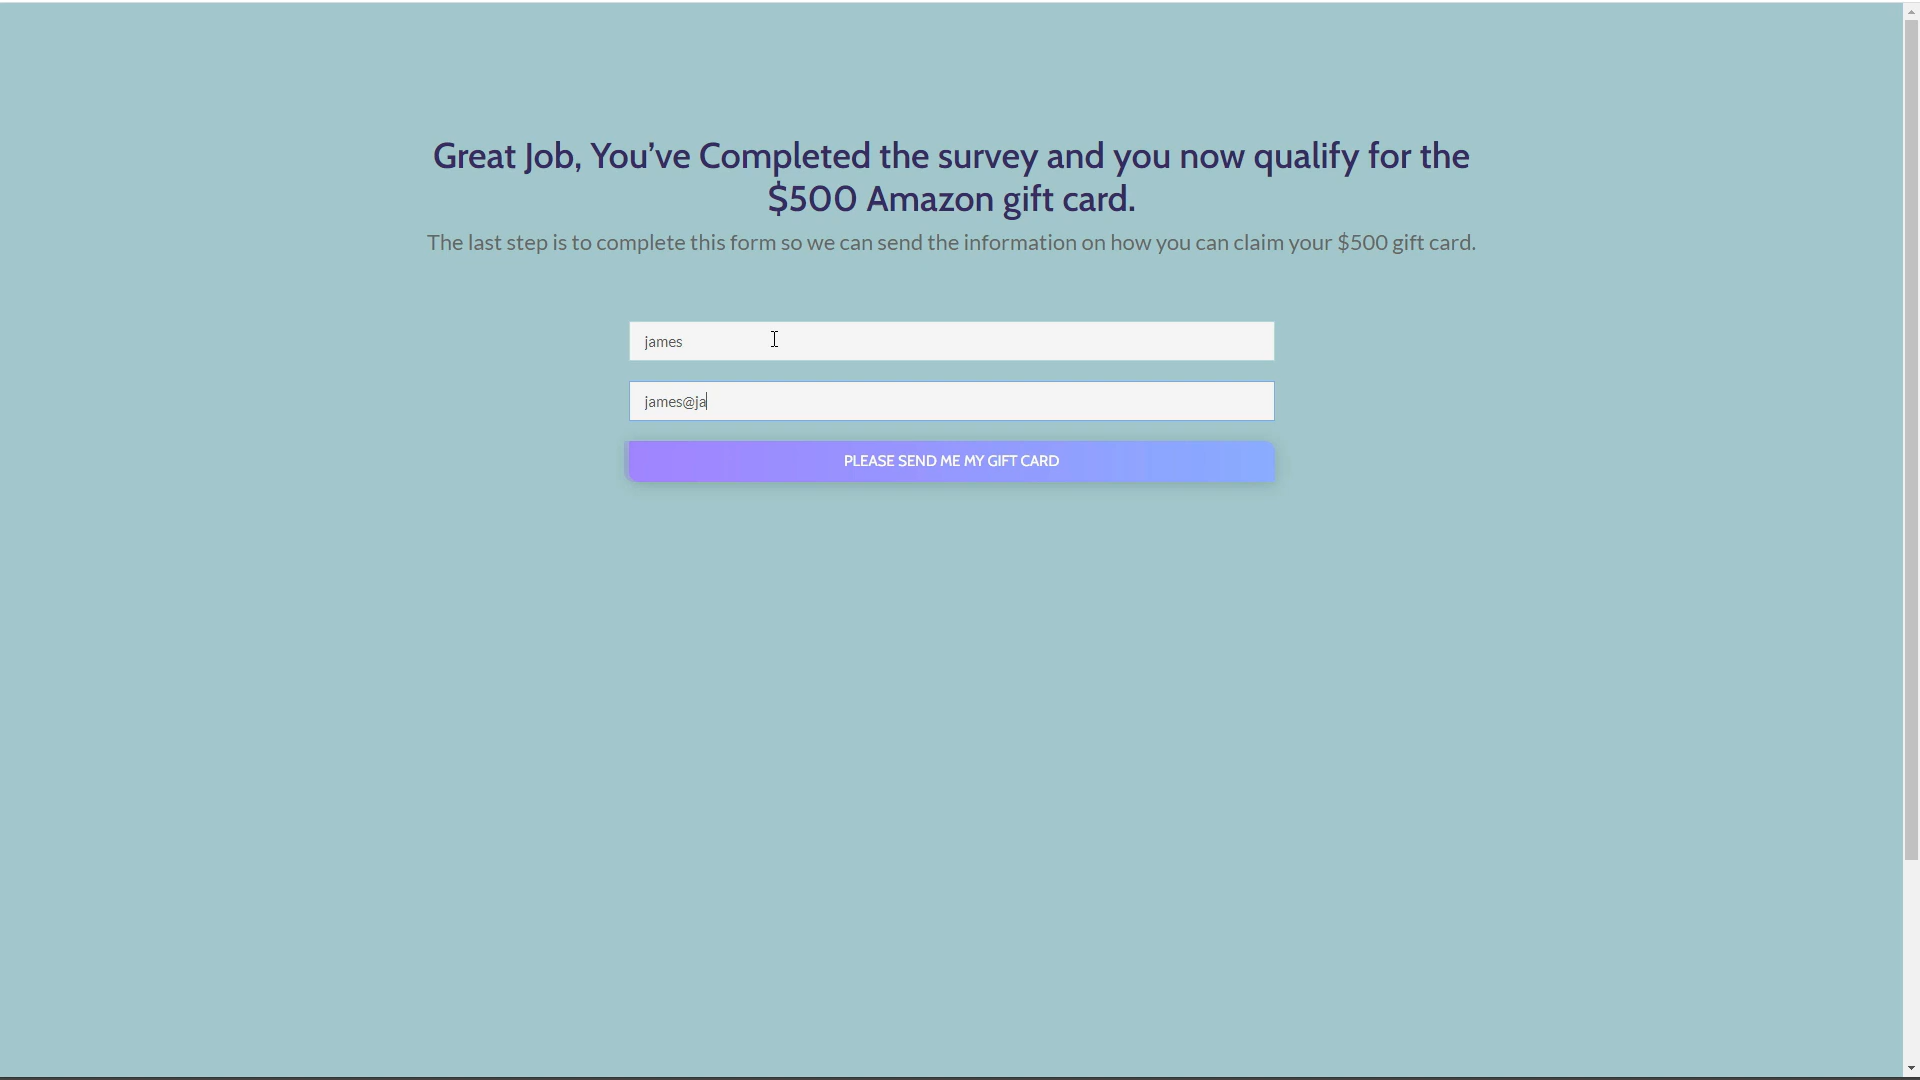 Great Job, You’ve Completed the survey and you now qualify for the
$500 Amazon gift card.
The last step is to complete this form so we can send the information on how you can claim your $500 gift card.
james
james@ja
PLEASE SEND ME MY GIFT CARD